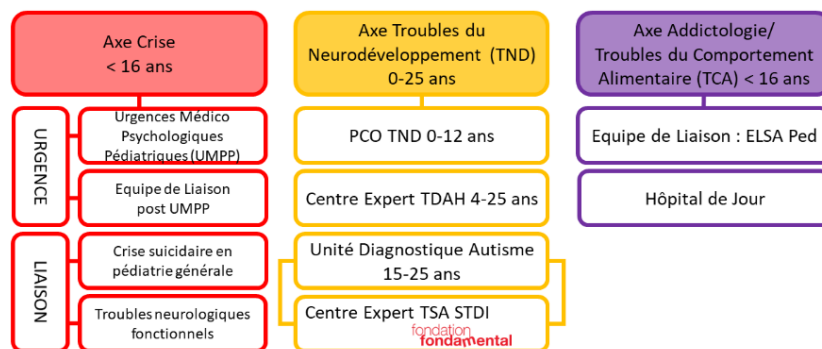 Axe Crise
< 16 ans
URGENCE
Urgences Médico
Psychologiques
Pédiatriques (UMPP)
Equipe de Liaison
post UMPP
LIAISON
Crise suicidaire en
pédiatrie générale
Troubles neurologiques
fonctionnels
Axe Troubles du
Neurodéveloppement (TND)
0-25 ans
PCO TND 0-12 ans
Centre Expert TDAH 4-25 ans
Unité Diagnostique Autisme
15-25 ans
Centre Expert TSA STDI
fondation
fondamental
Axe Addictologie/
Troubles du Comportement
Alimentaire (TCA) < 16 ans
Equipe de Liaison : ELSA Ped
Hôpital de Jour